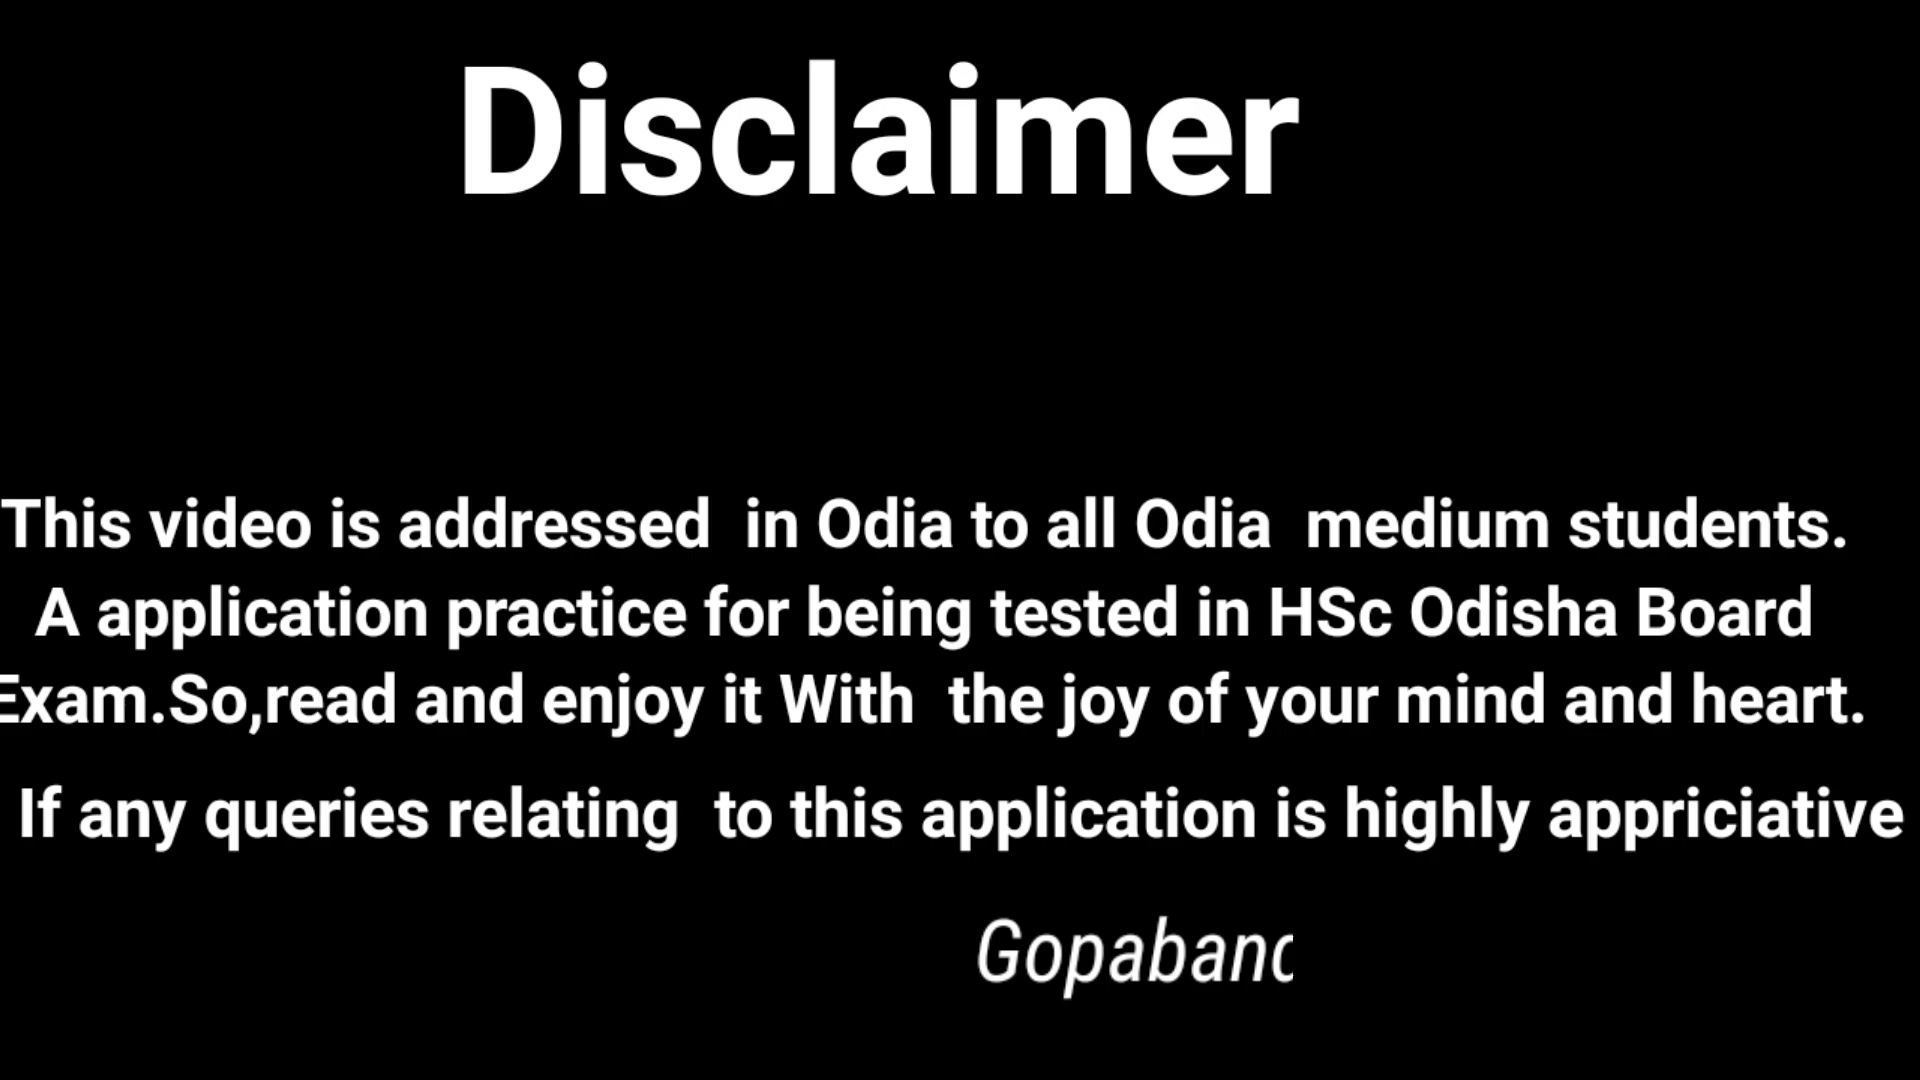 Disclaimer
This video is addressed in Odia to all Odia medium students.
A application practice for being tested in HSc Odisha Board
Exam.So,read and enjoy it With the joy of your mind and heart.
If any queries relating to this application is highly appriciative